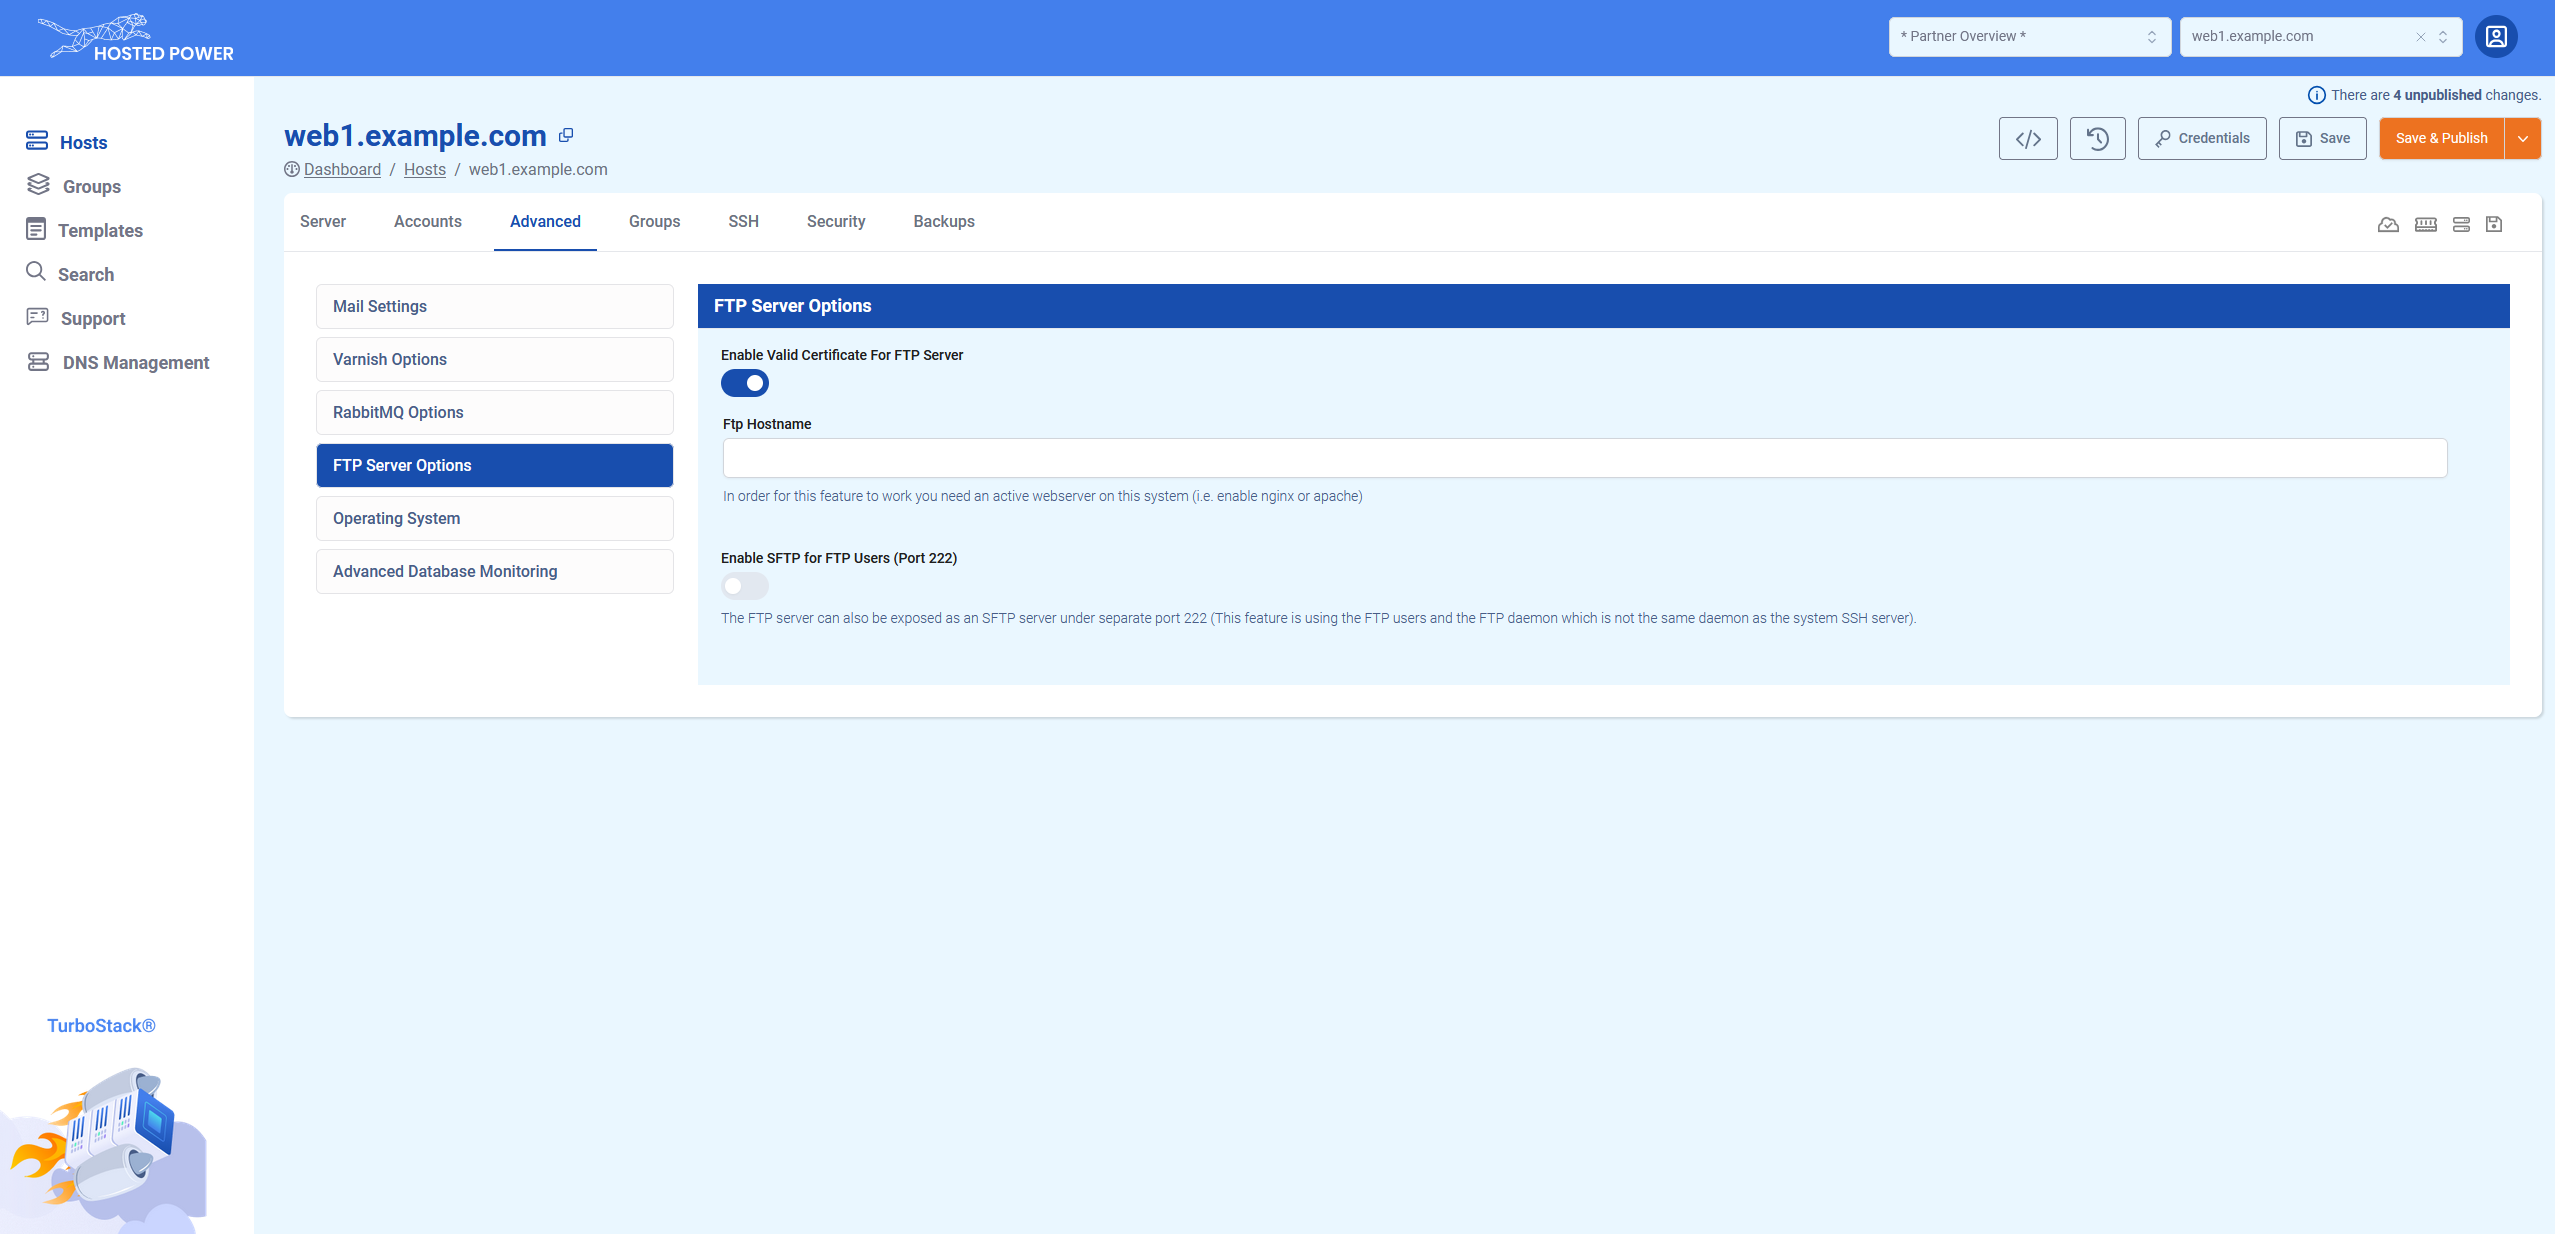 HOSTED POWER
* Partner Overview *
web1.example.com
There are 4 unpublished changes.
web1.example.com
Credentials
Save
Save & Publish
Dashboard / Hosts / web1.example.com
Hosts
Groups
Templates
Search
Support
DNS Management
Server
Accounts
Advanced
Groups
SSH
Security
Backups
Mail Settings
Varnish Options
RabbitMQ Options
FTP Server Options
Operating System
Advanced Database Monitoring
FTP Server Options
Enable Valid Certificate For FTP Server
Ftp Hostname
In order for this feature to work you need an active webserver on this system (i.e. enable nginx or apache)
Enable SFTP for FTP Users (Port 222)
The FTP server can also be exposed as an SFTP server under separate port 222 (This feature is using the FTP users and the FTP daemon which is not the same daemon as the system SSH server).
TurboStack®